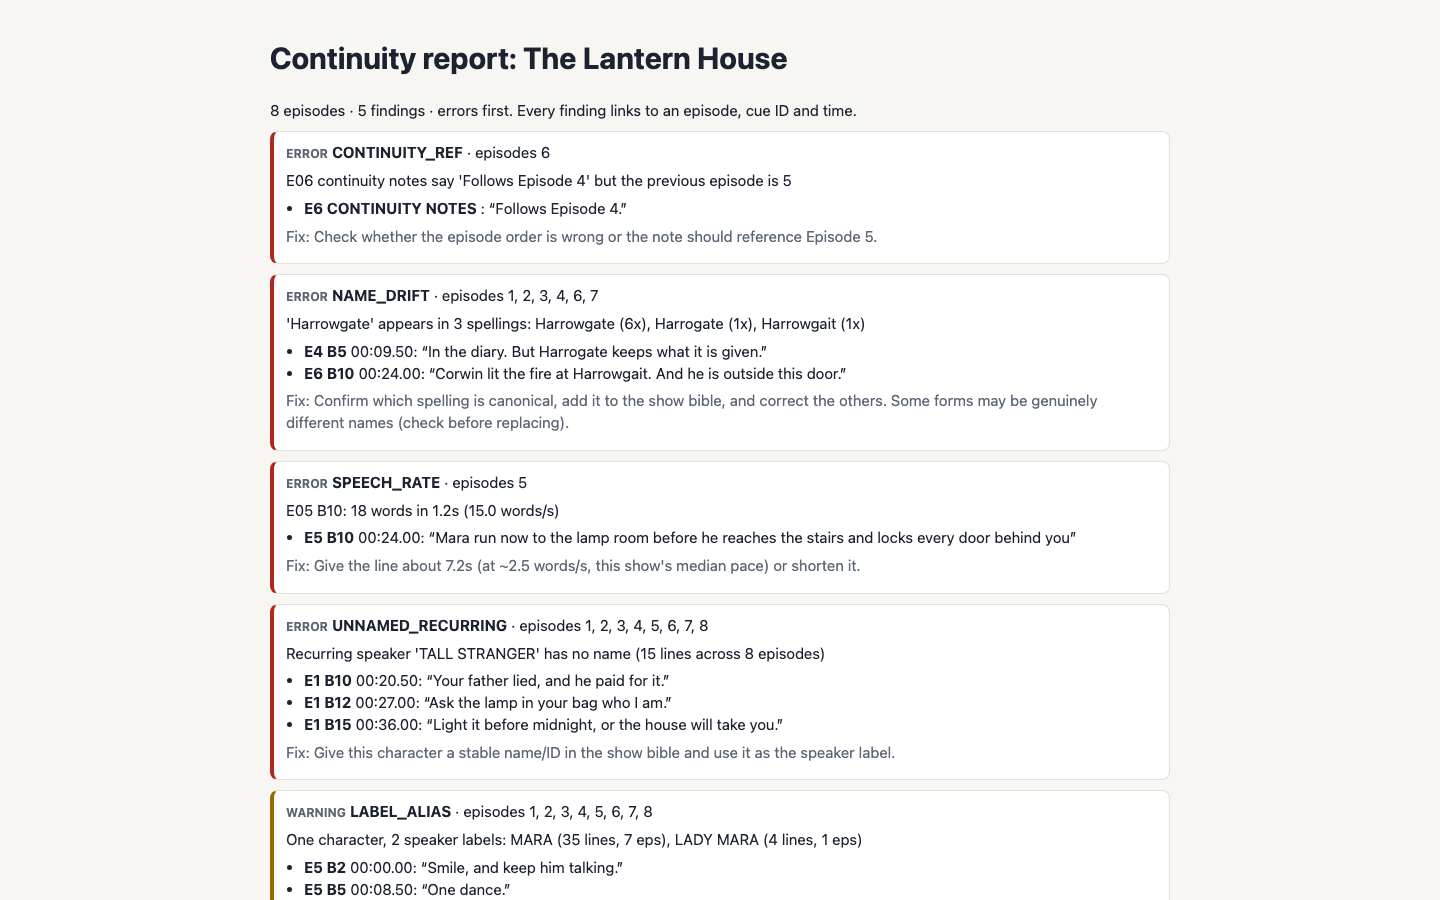 Continuity report: The Lantern House
8 episodes · 5 findings · errors first. Every finding links to an episode, cue ID and time.
ERROR CONTINUITY_REF · episodes 6
E06 continuity notes say 'Follows Episode 4' but the previous episode is 5
• E6 CONTINUITY NOTES : “Follows Episode 4.”
Fix: Check whether the episode order is wrong or the note should reference Episode 5.
ERROR NAME_DRIFT · episodes 1, 2, 3, 4, 6, 7
'Harrowgate' appears in 3 spellings: Harrowgate (6x), Harrogate (1x), Harrowgait (1x)
• E4 B5 00:09.50: “In the diary. But Harrogate keeps what it is given.”
• E6 B10 00:24.00: “Corwin lit the fire at Harrowgait. And he is outside this door.”
Fix: Confirm which spelling is canonical, add it to the show bible, and correct the others. Some forms may be genuinely
different names (check before replacing).
ERROR SPEECH_RATE · episodes 5
E05 B10: 18 words in 1.2s (15.0 words/s)
• E5 B10 00:24.00: “Mara run now to the lamp room before he reaches the stairs and locks every door behind you”
Fix: Give the line about 7.2s (at ~2.5 words/s, this show's median pace) or shorten it.
ERROR UNNAMED_RECURRING · episodes 1, 2, 3, 4, 5, 6, 7, 8
Recurring speaker 'TALL STRANGER' has no name (15 lines across 8 episodes)
• E1 B10 00:20.50: “Your father lied, and he paid for it.”
• E1 B12 00:27.00: “Ask the lamp in your bag who I am.”
• E1 B15 00:36.00: “Light it before midnight, or the house will take you.”
Fix: Give this character a stable name/ID in the show bible and use it as the speaker label.
WARNING LABEL_ALIAS · episodes 1, 2, 3, 4, 5, 6, 7, 8
One character, 2 speaker labels: MARA (35 lines, 7 eps), LADY MARA (4 lines, 1 eps)
• E5 B2 00:00.00: “Smile, and keep him talking.”
• E5 B5 00:08.50: “One dance.”